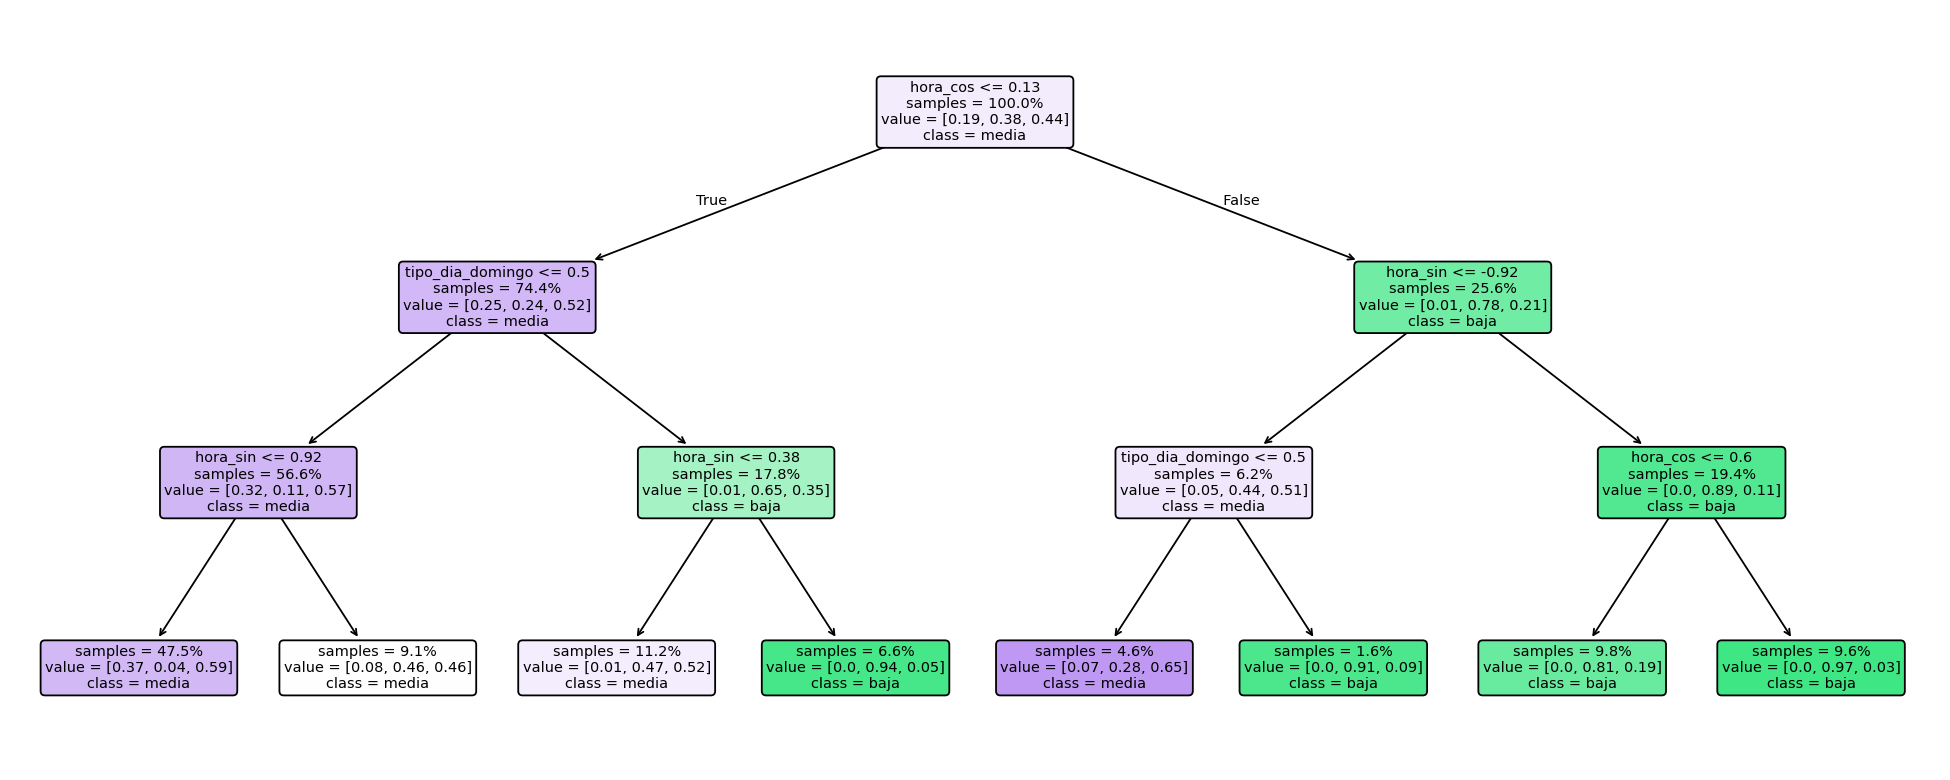 hora_cos <= 0.13
samples = 100.0%
value = [0.19, 0.38, 0.44]
class = media
True
False
tipo_dia_domingo <= 0.5
samples = 74.4%
value = [0.25, 0.24, 0.52]
class = media
hora_sin <= -0.92
samples = 25.6%
value = [0.01, 0.78, 0.21]
class = baja
hora_sin <= 0.92
samples = 56.6%
value = [0.32, 0.11, 0.57]
class = media
hora_sin <= 0.38
samples = 17.8%
value = [0.01, 0.65, 0.35]
class = baja
tipo_dia_domingo <= 0.5
samples = 6.2%
value = [0.05, 0.44, 0.51]
class = media
hora_cos <= 0.6
samples = 19.4%
value = [0.0, 0.89, 0.11]
class = baja
samples = 47.5%
value = [0.37, 0.04, 0.59]
class = media
samples = 9.1%
value = [0.08, 0.46, 0.46]
class = media
samples = 11.2%
value = [0.01, 0.47, 0.52]
class = media
samples = 6.6%
value = [0.0, 0.94, 0.05]
class = baja
samples = 4.6%
value = [0.07, 0.28, 0.65]
class = media
samples = 1.6%
value = [0.0, 0.91, 0.09]
class = baja
samples = 9.8%
value = [0.0, 0.81, 0.19]
class = baja
samples = 9.6%
value = [0.0, 0.97, 0.03]
class = baja